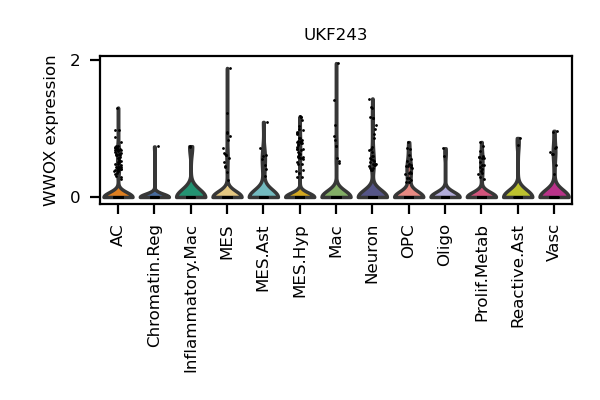 UKF243
WWOX expression
2
0
AC
Chromatin.Reg
Inflammatory.Mac
MES
MES.Ast
MES.Hyp
Mac
Neuron
OPC
Oligo
Prolif.Metab
Reactive.Ast
Vasc